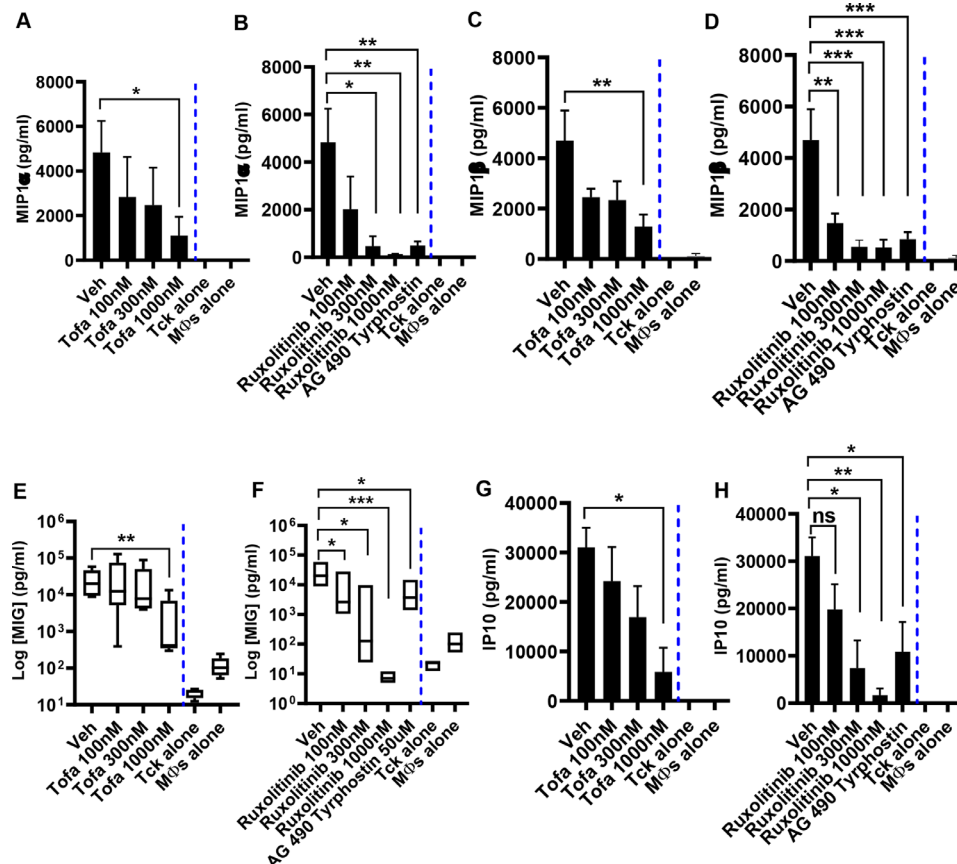 A
MIP1α (pg/ml)
8000
6000
4000
2000
0
*
Veh
Tofa 100nM
Tofa 300nM
Tofa 1000nM
Tck alone
MΦs alone
B
MIP1α (pg/ml)
8000
6000
4000
2000
0
**
**
*
Veh
Ruxolitinib 100nM
Ruxolitinib 300nM
Ruxolitinib 1000nM
AG 490 Tyrphostin
Tck alone
MΦs alone
C
MIP1β (pg/ml)
8000
6000
4000
2000
0
**
Veh
Tofa 100nM
Tofa 300nM
Tofa 1000nM
Tck alone
MΦs alone
D
MIP1β (pg/ml)
8000
6000
4000
2000
0
***
***
***
**
Veh
Ruxolitinib 100nM
Ruxolitinib 300nM
Ruxolitinib 1000nM
AG 490 Tyrphostin
Tck alone
MΦs alone
E
Log [MIG] (pg/ml)
10⁶
10⁵
10⁴
10³
10²
10¹
**
Veh
Tofa 100nM
Tofa 300nM
Tofa 1000nM
Tck alone
MΦs alone
F
Log [MIG] (pg/ml)
10⁶
10⁵
10⁴
10³
10²
10¹
10⁰
*
***
*
*
Veh
Ruxolitinib 100nM
Ruxolitinib 300nM
Ruxolitinib 1000nM
AG 490 Tyrphostin 50uM
Tck alone
MΦs alone
G
IP10 (pg/ml)
40000
30000
20000
10000
0
*
Veh
Tofa 100nM
Tofa 300nM
Tofa 1000nM
Tck alone
MΦs alone
H
IP10 (pg/ml)
40000
30000
20000
10000
0
*
**
*
ns
Veh
Ruxolitinib 100nM
Ruxolitinib 300nM
Ruxolitinib 1000nM
AG 490 Tyrphostin
Tck alone
MΦs alone